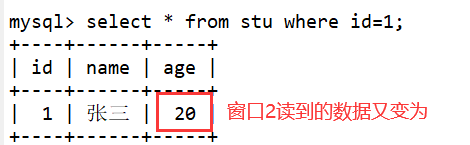 mysql> select * from stu where id=1;
+----+------+-----+
| id | name | age |
+----+------+-----+
| 1 | 张三 | 20 | 窗口2读到的数据又变为
+----+------+-----+